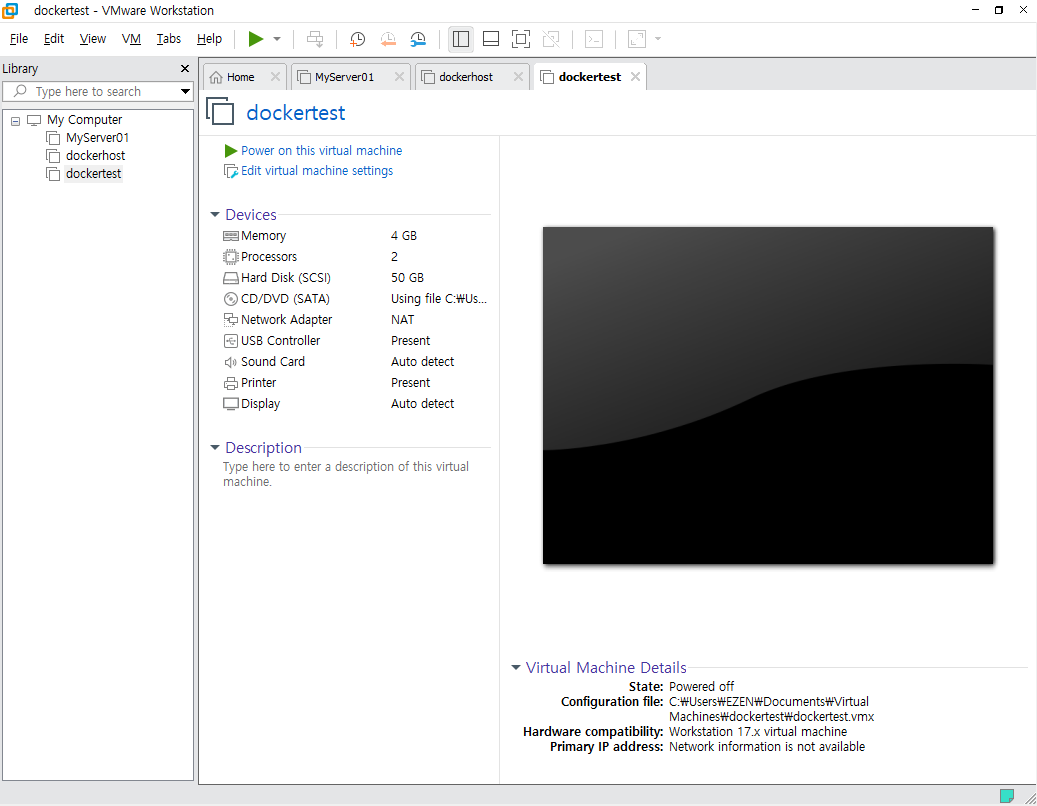 dockertest - VMware Workstation
File Edit View VM Tabs Help
Library
Type here to search
My Computer
MyServer01
dockerhost
dockertest
Home MyServer01 dockerhost dockertest
dockertest
Power on this virtual machine
Edit virtual machine settings
Devices
Memory 4 GB
Processors 2
Hard Disk (SCSI) 50 GB
CD/DVD (SATA) Using file C:₩Us...
Network Adapter NAT
USB Controller Present
Sound Card Auto detect
Printer Present
Display Auto detect
Description
Type here to enter a description of this virtual
machine.
Virtual Machine Details
State: Powered off
Configuration file: C:₩Users₩EZEN₩Documents₩Virtual
Machines₩dockertest₩dockertest.vmx
Hardware compatibility: Workstation 17.x virtual machine
Primary IP address: Network information is not available